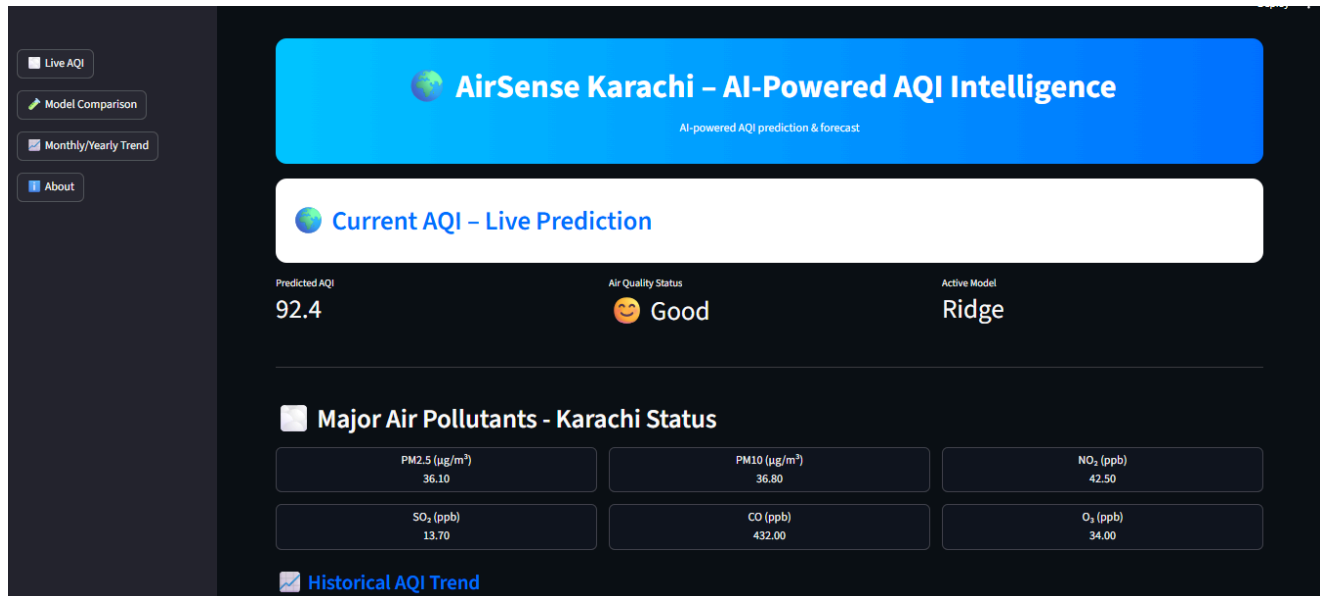 Live AQI
Model Comparison
Monthly/Yearly Trend
About
AirSense Karachi – AI-Powered AQI Intelligence
AI-powered AQI prediction & forecast
Current AQI – Live Prediction
Predicted AQI
92.4
Air Quality Status
Good
Active Model
Ridge
Major Air Pollutants - Karachi Status
PM2.5 (µg/m³)
36.10
PM10 (µg/m³)
36.80
NO₂ (ppb)
42.50
SO₂ (ppb)
13.70
CO (ppb)
432.00
O₃ (ppb)
34.00
Historical AQI Trend